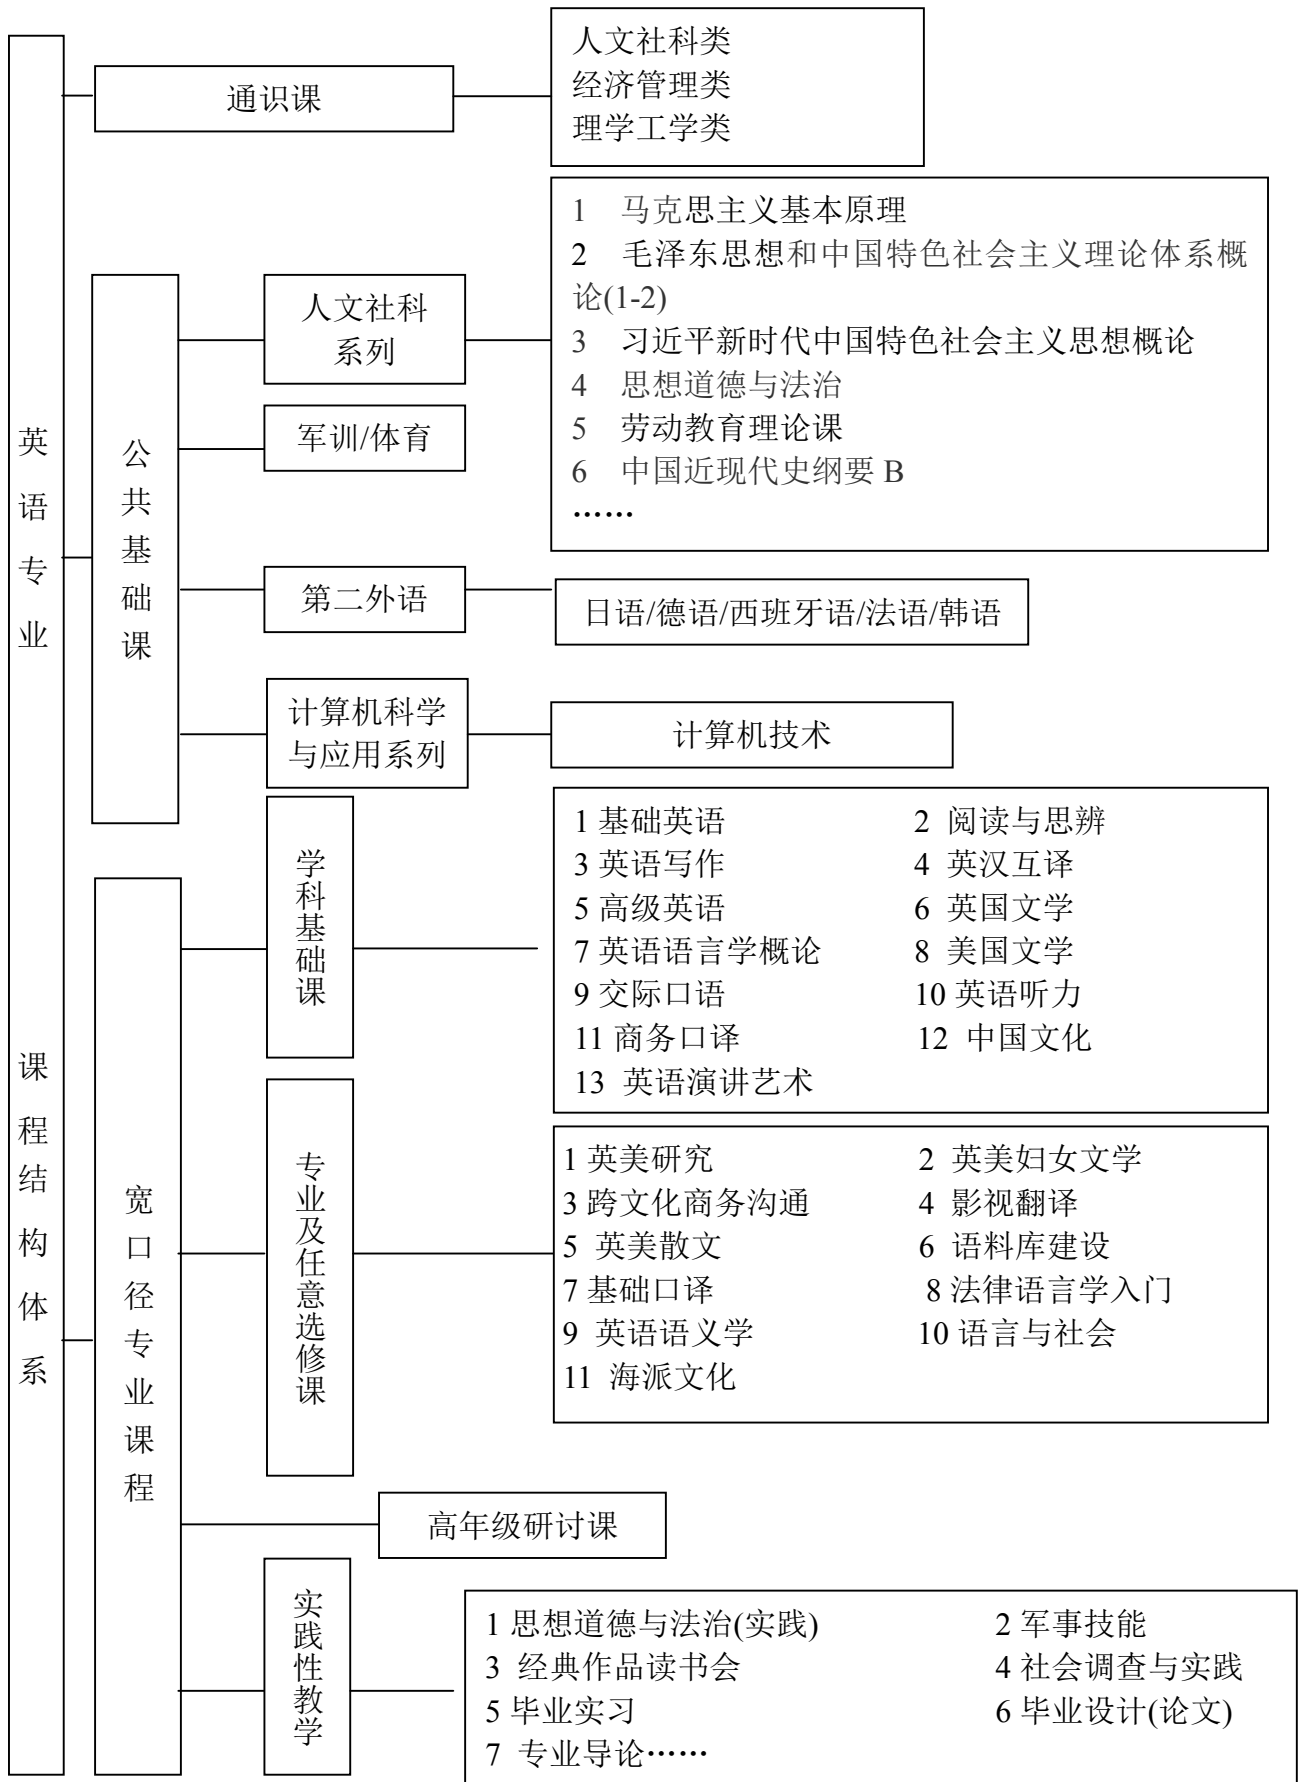 英语专业课程结构体系
通识课
人文社科类
经济管理类
理学工学类
公共基础课
人文社科
系列
1 马克思主义基本原理
2 毛泽东思想和中国特色社会主义理论体系概
论(1-2)
3 习近平新时代中国特色社会主义思想概论
4 思想道德与法治
5 劳动教育理论课
6 中国近现代史纲要 B
……
军训/体育
第二外语
日语/德语/西班牙语/法语/韩语
计算机科学
与应用系列
计算机技术
宽口径专业课程
学科基础课
1 基础英语 2 阅读与思辨
3 英语写作 4 英汉互译
5 高级英语 6 英国文学
7 英语语言学概论 8 美国文学
9 交际口语 10 英语听力
11 商务口译 12 中国文化
13 英语演讲艺术
专业及任意选修课
1 英美研究 2 英美妇女文学
3 跨文化商务沟通 4 影视翻译
5 英美散文 6 语料库建设
7 基础口译 8 法律语言学入门
9 英语语义学 10 语言与社会
11 海派文化
高年级研讨课
实践性教学
1 思想道德与法治(实践) 2 军事技能
3 经典作品读书会 4 社会调查与实践
5 毕业实习 6 毕业设计(论文)
7 专业导论……